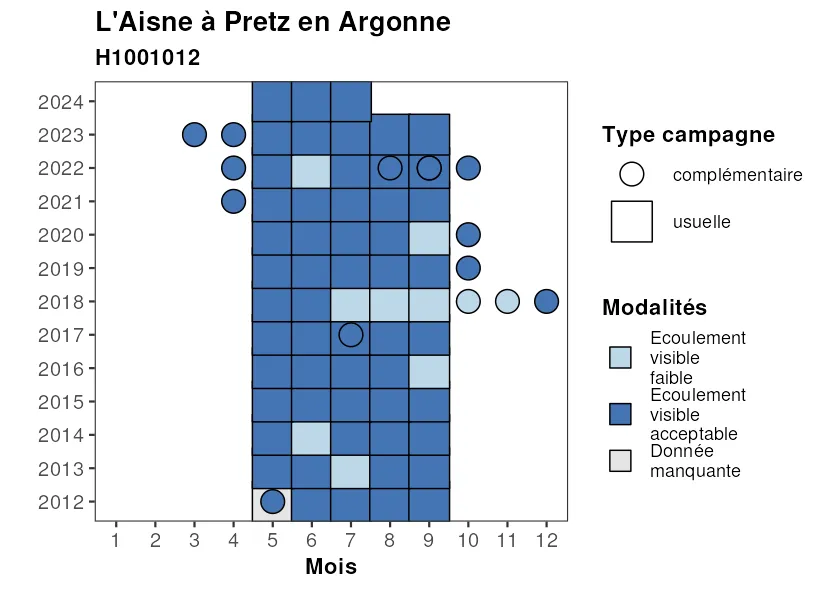 L'Aisne à Pretz en Argonne
H1001012
2024
2023
2022
2021
2020
2019
2018
2017
2016
2015
2014
2013
2012
1 2 3 4 5 6 7 8 9 10 11 12
Mois
Type campagne
complémentaire
usuelle
Modalités
Ecoulement
visible
faible
Ecoulement
visible
acceptable
Donnée
manquante